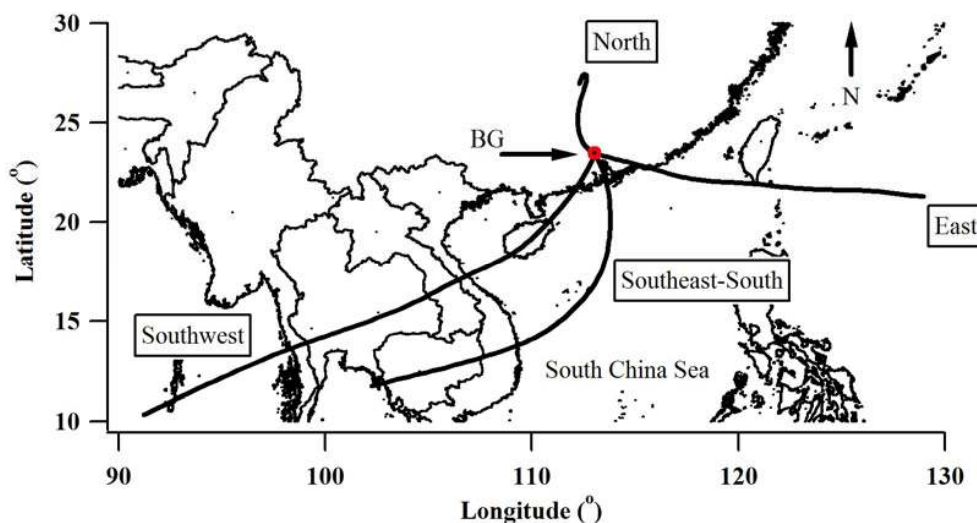 30
North
N
25
BG
20
East
Southeast-South
15
Southwest
South China Sea
10
Latitude (°)
90
100
110
120
130
Longitude (°)